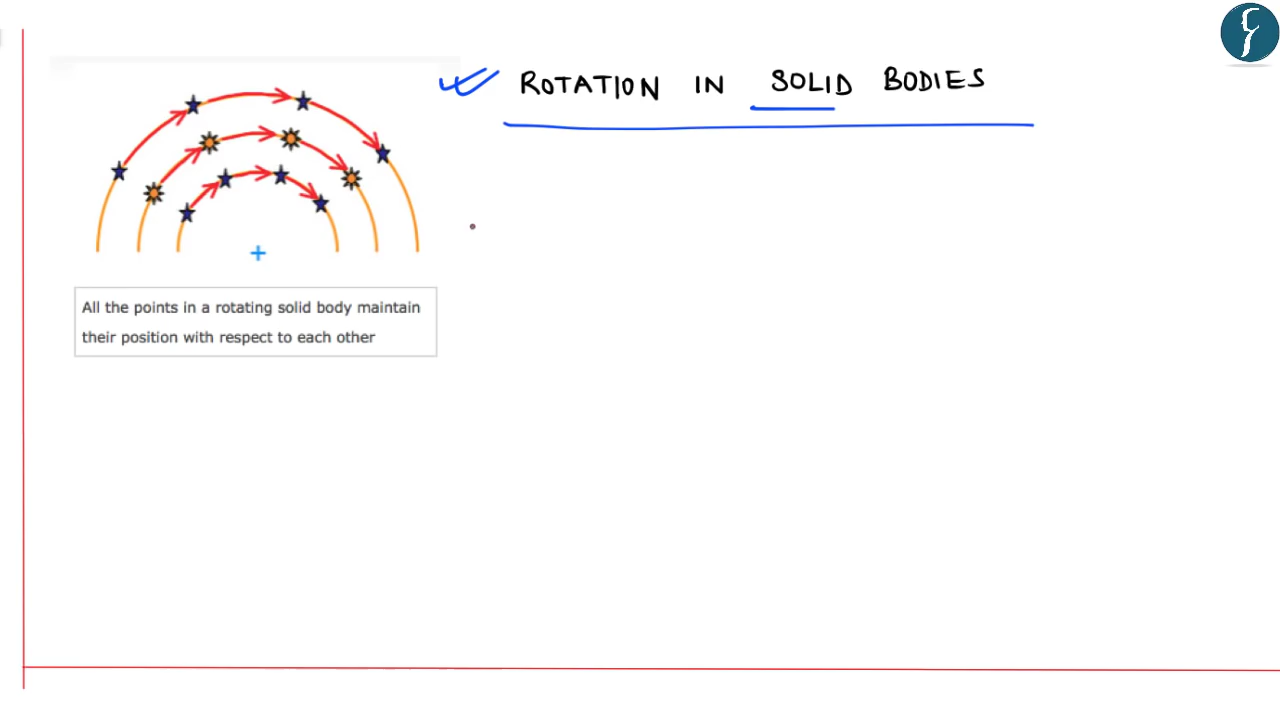 ROTATION IN SOLID BODIES
All the points in a rotating solid body maintain
their position with respect to each other